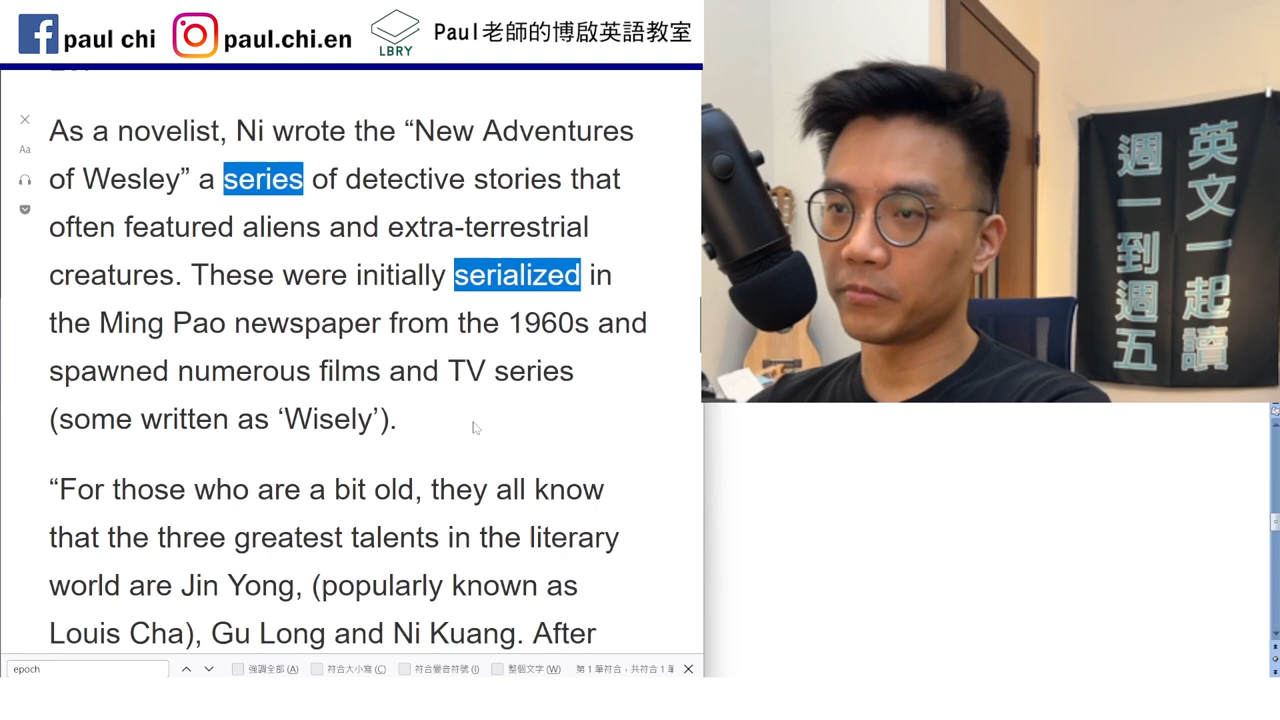 paul chi
paul.chi.en
LBRY
Paul老師的博啟英語教室
As a novelist, Ni wrote the “New Adventures
of Wesley” a series of detective stories that
often featured aliens and extra-terrestrial
creatures. These were initially serialized in
the Ming Pao newspaper from the 1960s and
spawned numerous films and TV series
(some written as ‘Wisely’).
“For those who are a bit old, they all know
that the three greatest talents in the literary
world are Jin Yong, (popularly known as
Louis Cha), Gu Long and Ni Kuang. After
Aa
epoch
強調全部 (A)
符合大小寫 (C)
符合變音符號 (I)
整個文字 (W)
第 1 筆符合，共符合 1 筆
英文一起讀
週一到週五